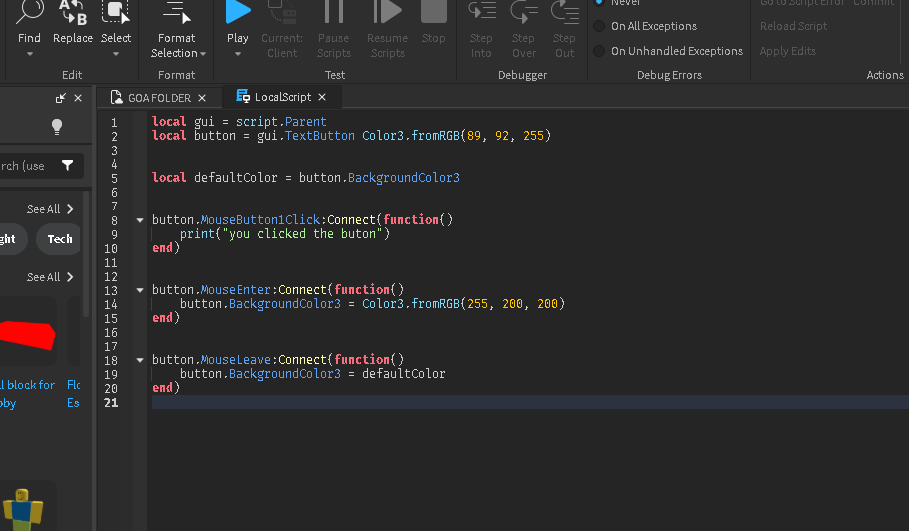 Find Replace Select Format Selection Play Current: Client Pause Scripts Resume Scripts Stop Step Into Step Over Step Out
Never
On All Exceptions
On Unhandled Exceptions
Go to Script Error Commit
Reload Script
Apply Edits
Edit Format Test Debugger Debug Errors Actions
GOA FOLDER
LocalScript
rch (use
See All
ght
Tech
See All
ll block for
bby
Flo
Es
1 local gui = script.Parent
2 local button = gui.TextButton Color3.fromRGB(89, 92, 255)
3
4
5 local defaultColor = button.BackgroundColor3
6
7
8 button.MouseButton1Click:Connect(function()
9 print("you clicked the buton")
10 end)
11
12
13 button.MouseEnter:Connect(function()
14 button.BackgroundColor3 = Color3.fromRGB(255, 200, 200)
15 end)
16
17
18 button.MouseLeave:Connect(function()
19 button.BackgroundColor3 = defaultColor
20 end)
21